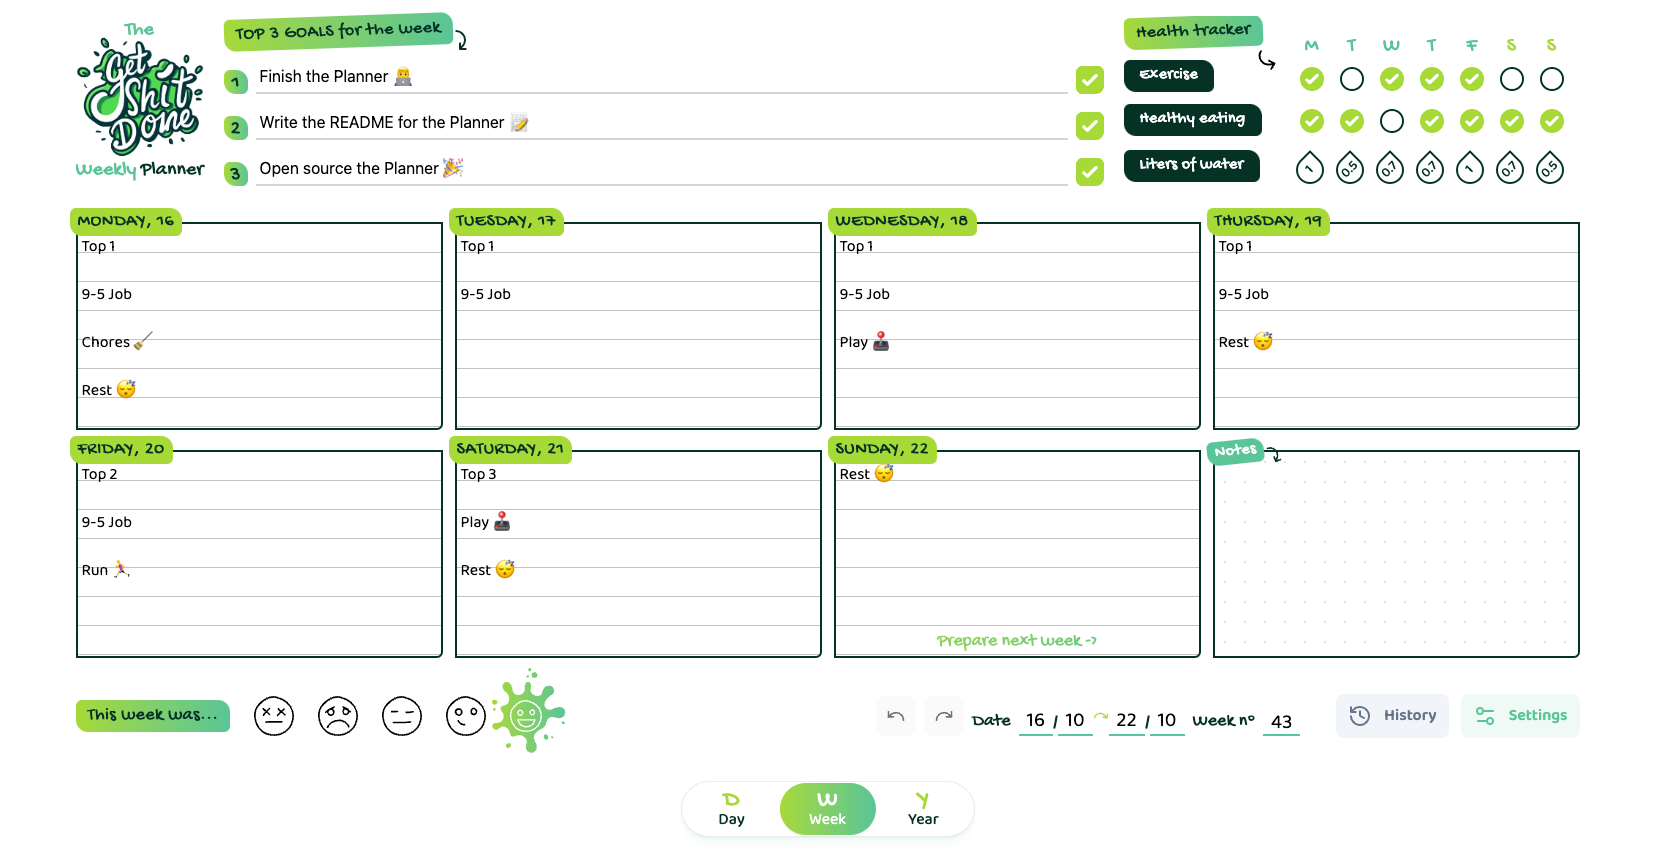 The
Get
Shit
Done
Weekly Planner
TOP 3 GOALS for the week
1 Finish the Planner 👨‍💻
2 Write the README for the Planner 📝
3 Open source the Planner 🎉
Health tracker
M T W T F S S
Exercise
Healthy eating
Liters of water
1 0.5 0.7 0.7 1 0.7 0.5
MONDAY, 16
Top 1
9-5 Job
Chores 🧹
Rest 😴
TUESDAY, 17
Top 1
9-5 Job
WEDNESDAY, 18
Top 1
9-5 Job
Play 🕹️
THURSDAY, 19
Top 1
9-5 Job
Rest 😴
FRIDAY, 20
Top 2
9-5 Job
Run 🏃‍♀️
SATURDAY, 21
Top 3
Play 🕹️
Rest 😴
SUNDAY, 22
Rest 😴
Prepare next week ->
Notes
This week was...
Date 16 / 10 22 / 10 Week nº 43
History
Settings
D
Day
W
Week
Y
Year